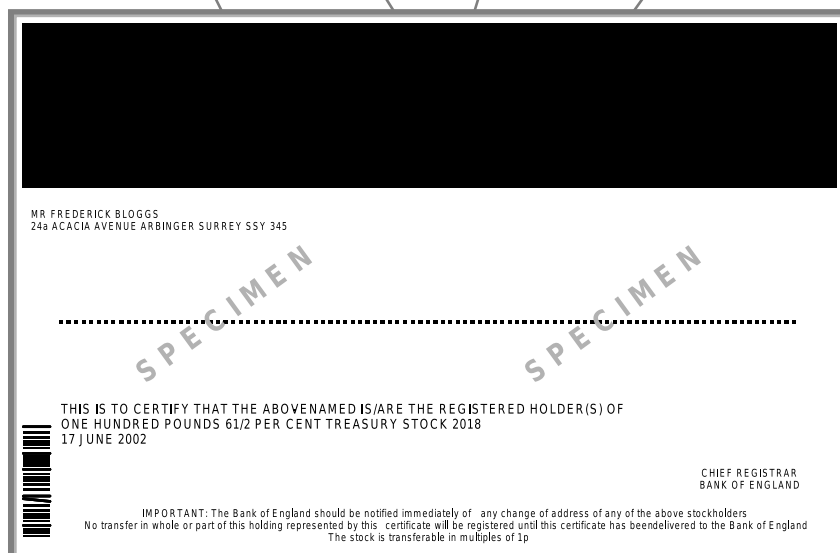 MR FREDERICK BLOGGS
24a ACACIA AVENUE ARBINGER SURREY SSY 345
SPECIMEN SPECIMEN
THIS IS TO CERTIFY THAT THE ABOVENAMED IS/ARE THE REGISTERED HOLDER(S) OF
ONE HUNDRED POUNDS 61/2 PER CENT TREASURY STOCK 2018
17 JUNE 2002
CHIEF REGISTRAR
BANK OF ENGLAND
IMPORTANT: The Bank of England should be notified immediately of any change of address of any of the above stockholders
No transfer in whole or part of this holding represented by this certificate will be registered until this certificate has beendelivered to the Bank of England
The stock is transferable in multiples of 1p